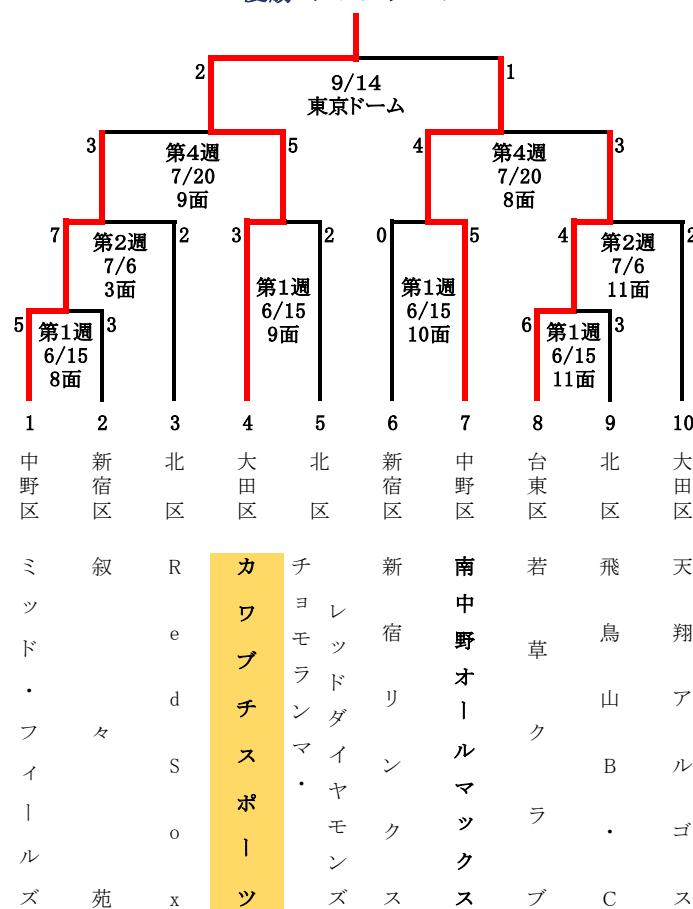 2
1
9/14
東京ドーム
3
5
4
3
第4週
7/20
9面
第4週
7/20
8面
7
2
3
2
0
5
4
2
第2週
7/6
3面
第2週
7/6
11面
第1週
6/15
9面
第1週
6/15
10面
5
3
6
3
第1週
6/15
8面
第1週
6/15
11面
1
2
3
4
5
6
7
8
9
10
中野区
新宿区
北区
大田区
北区
新宿区
中野区
台東区
北区
大田区
ミッド・フィールズ
叙々苑
RedSox
カワブチスポーツ
チョモランマ・
レッドダイヤモンズ
新宿リンクス
南中野オールマックス
若草クラブ
飛鳥山B・C
天翔アルゴス